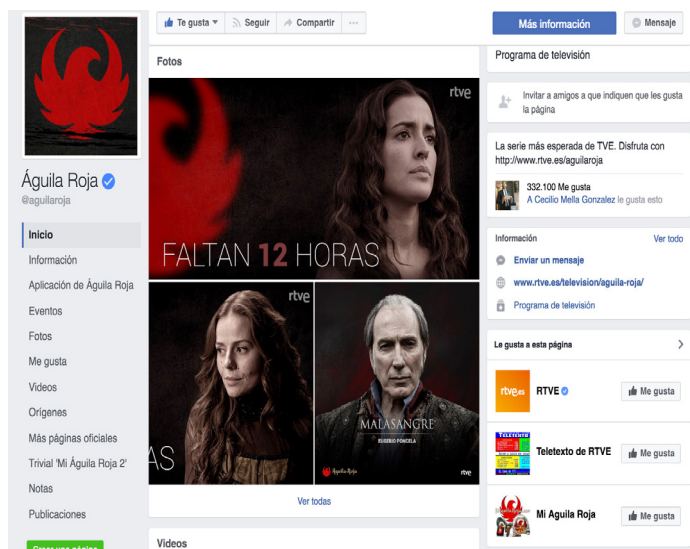 Águila Roja
@aguilaroja
Inicio
Información
Aplicación de Águila Roja
Eventos
Fotos
Me gusta
Videos
Orígenes
Más páginas oficiales
Trivial 'Mi Águila Roja 2'
Notas
Publicaciones
Te gusta
Seguir
Compartir
Más información
Mensaje
Fotos
rtve
FALTAN 12 HORAS
rtve
AS
MALASANGRE
EUSEBIO PONCELA
Águila Roja
rtve
Ver todas
Videos
Programa de televisión
Invitar a amigos a que indiquen que les gusta
la página
La serie más esperada de TVE. Disfruta con
http://www.rtve.es/aguilaroja
332.100 Me gusta
A Cecilio Mella Gonzalez le gusta esto
Información
Ver todo
Enviar un mensaje
www.rtve.es/television/aguila-roja/
Programa de televisión
Le gusta a esta página
rtve.es
RTVE
Me gusta
TELETEXTO
Teletexto de RTVE
Me gusta
Mi Aguila Roja
Me gusta